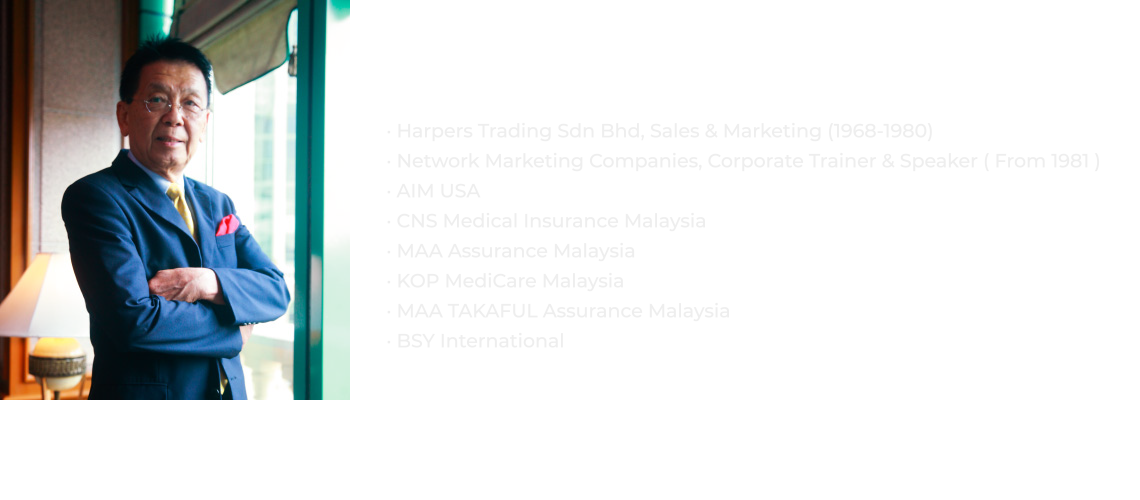 · Harpers Trading Sdn Bhd, Sales & Marketing (1968-1980)
· Network Marketing Companies, Corporate Trainer & Speaker ( From 1981 )
· AIM USA
· CNS Medical Insurance Malaysia
· MAA Assurance Malaysia
· KOP MediCare Malaysia
· MAA TAKAFUL Assurance Malaysia
· BSY International